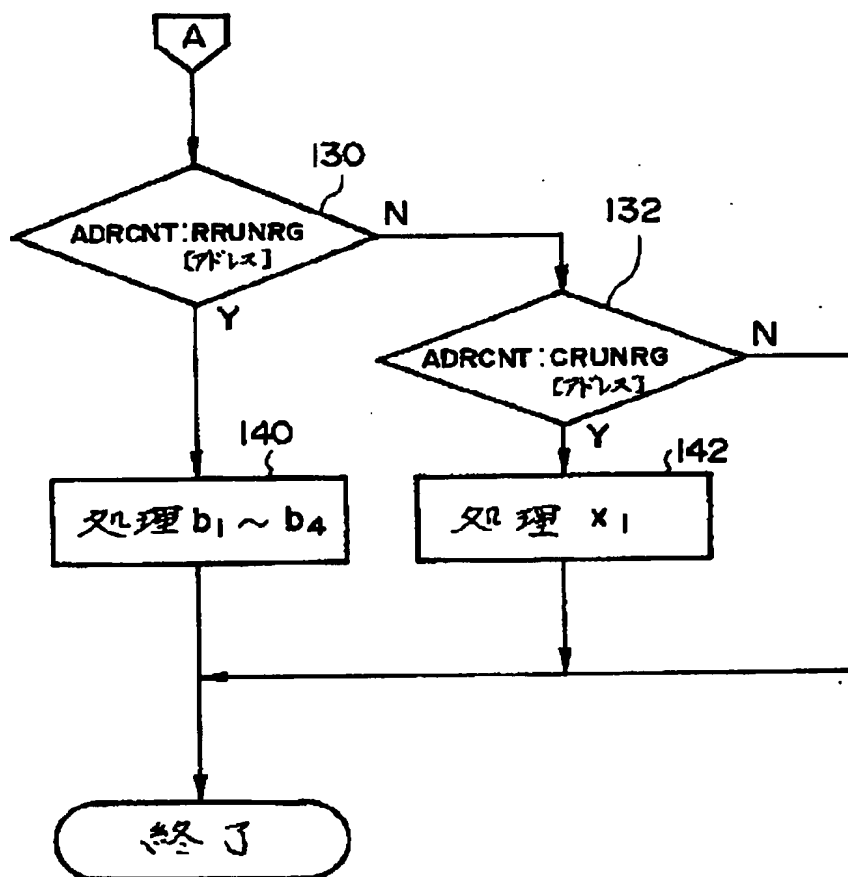 A
130
ADRCNT:RRUNRG
[アドレス]
N
Y
132
ADRCNT:CRUNRG
[アドレス]
N
Y
140
処理 b₁ ~ b₄
142
処理 x₁
終了